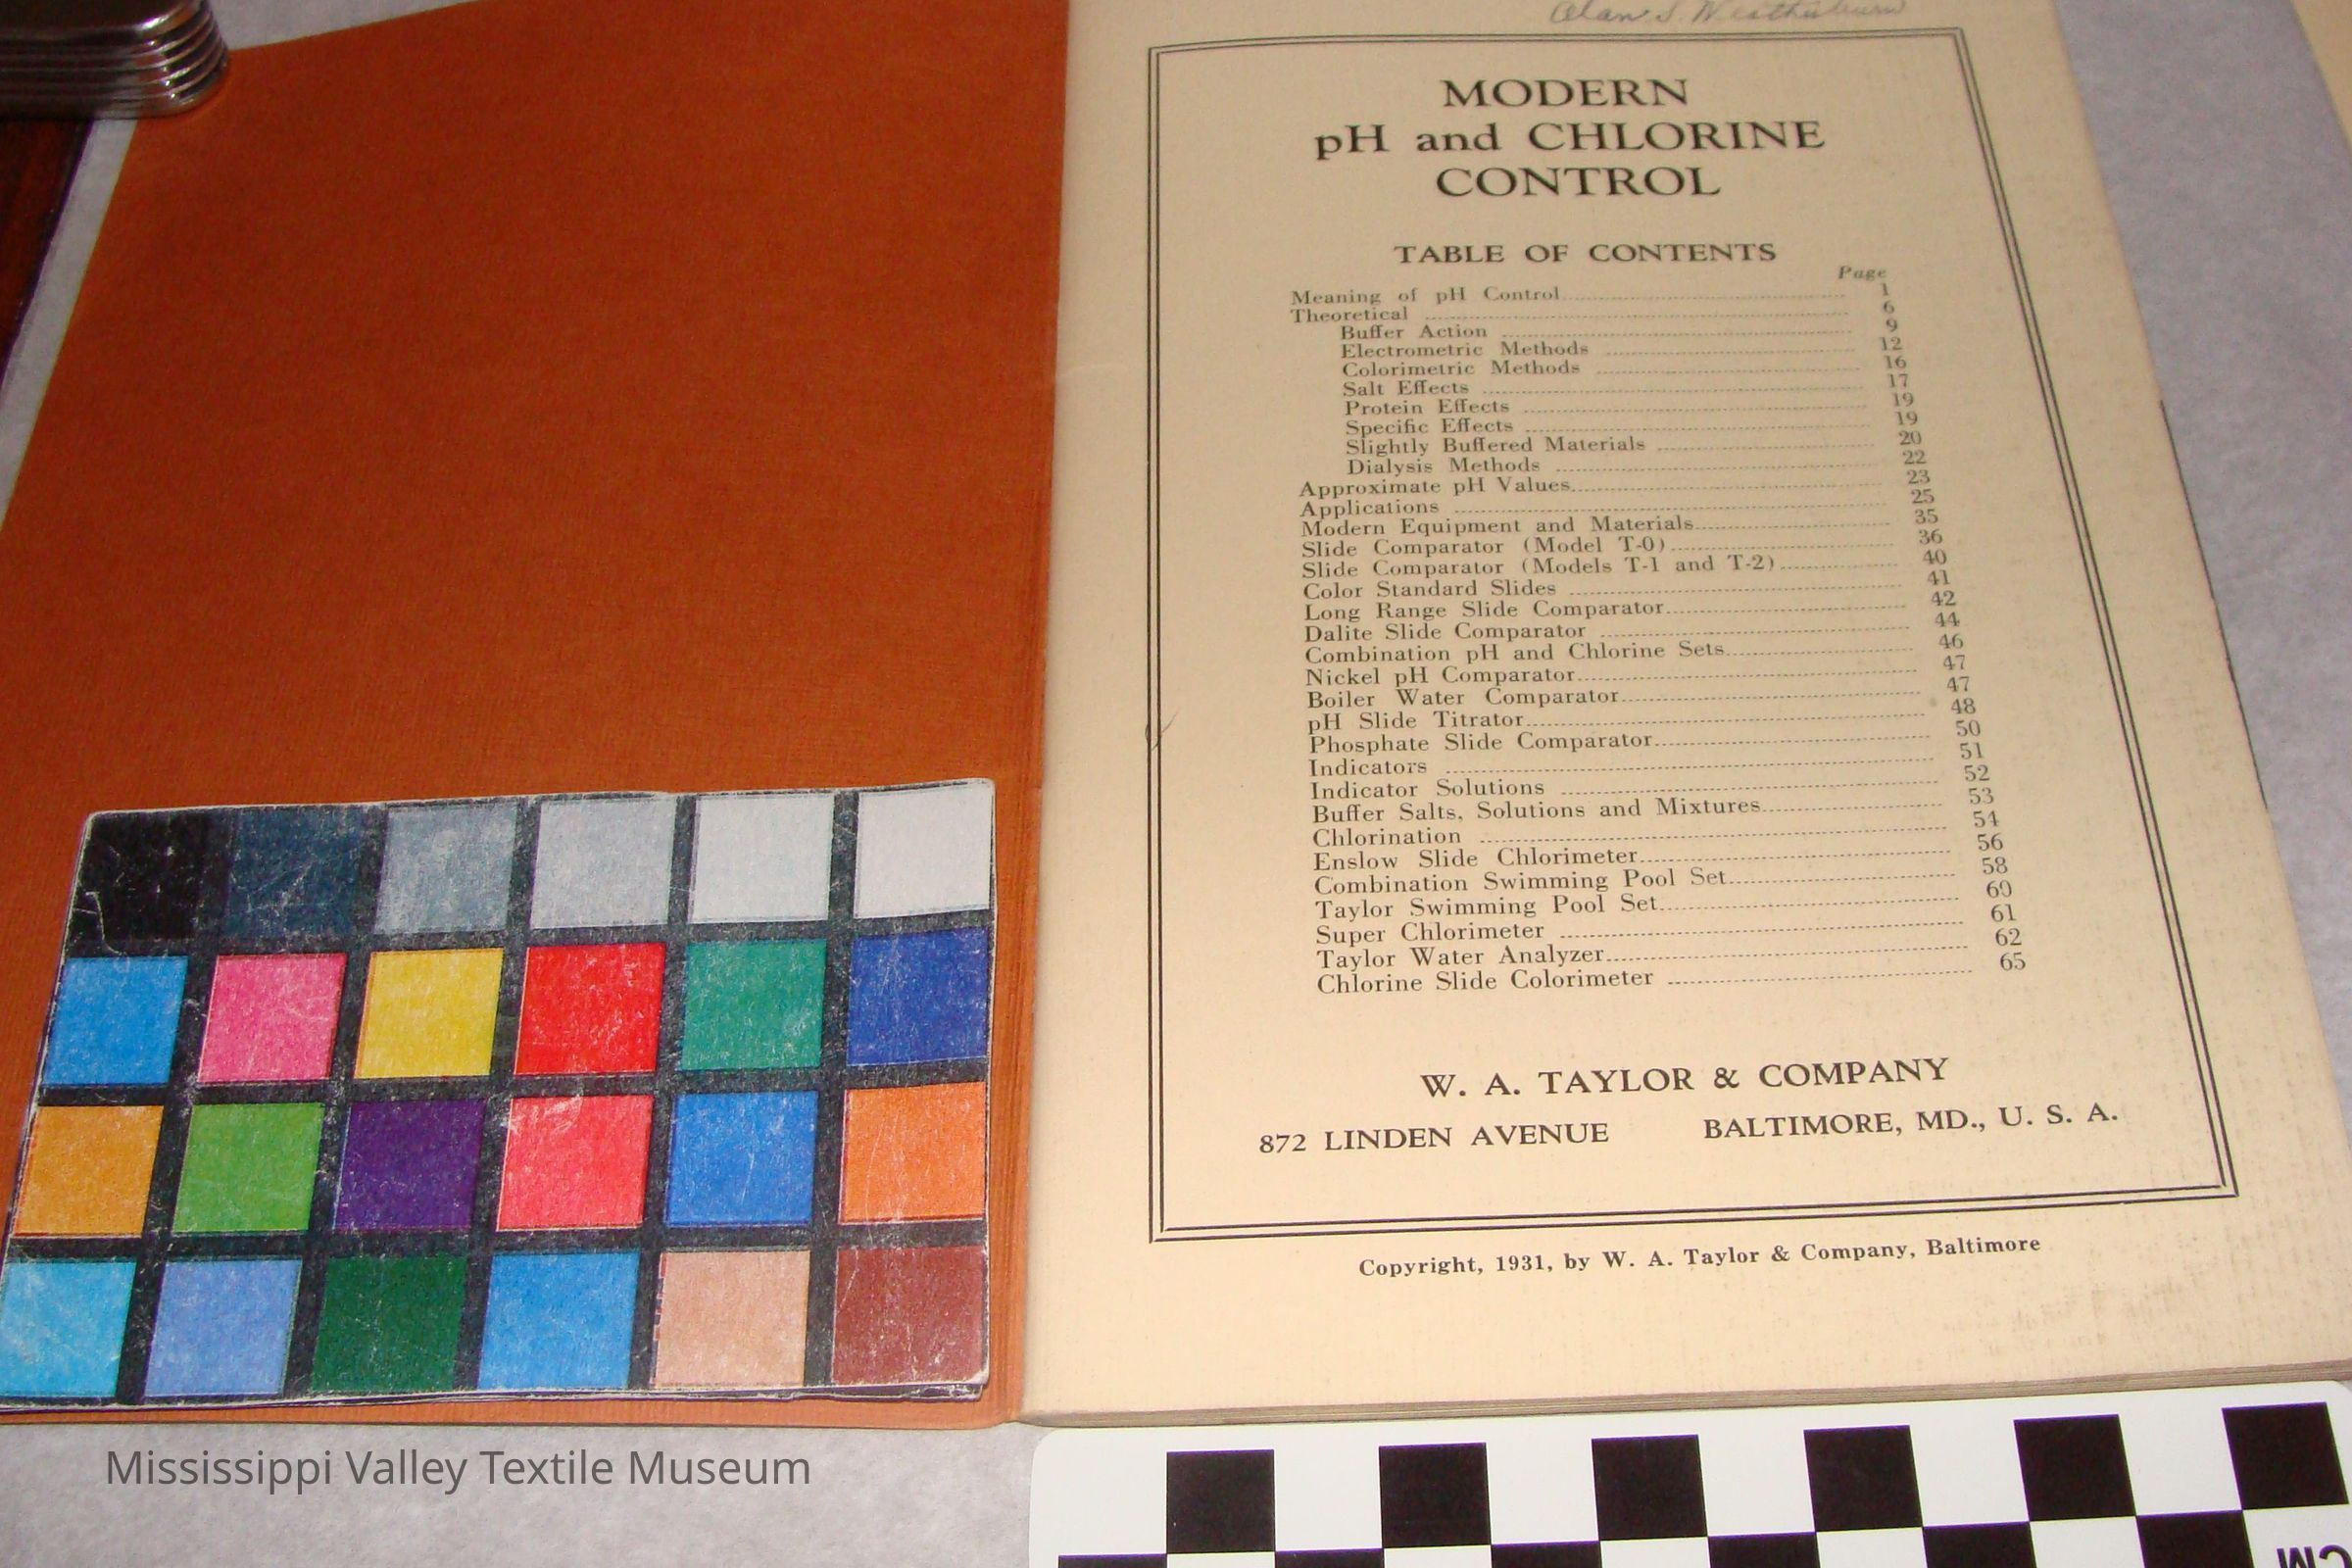 Alan S.
MODERN
pH and CHLORINE
CONTROL
TABLE OF CONTENTS
Page
Meaning of pH Control 1
Theoretical 6
Buffer Action 9
Electrometric Methods 12
Colorimetric Methods 16
Salt Effects 17
Protein Effects 19
Specific Effects 19
Slightly Buffered Materials 20
Dialysis Methods 22
Approximate pH Values 23
Applications 25
Modern Equipment and Materials 35
Slide Comparator (Model T-0) 36
Slide Comparator (Models T-1 and T-2) 40
Color Standard Slides 41
Long Range Slide Comparator 42
Dalite Slide Comparator 44
Combination pH and Chlorine Sets 46
Nickel pH Comparator 47
Boiler Water Comparator 47
pH Slide Titrator 48
Phosphate Slide Comparator 50
Indicators 51
Indicator Solutions 52
Buffer Salts, Solutions and Mixtures 53
Chlorination 54
Enslow Slide Chlorimeter 56
Combination Swimming Pool Set 58
Taylor Swimming Pool Set 60
Super Chlorimeter 61
Taylor Water Analyzer 62
Chlorine Slide Colorimeter 65
W. A. TAYLOR & COMPANY
872 LINDEN AVENUE BALTIMORE, MD., U. S. A.
Copyright, 1931, by W. A. Taylor & Company, Baltimore
Mississippi Valley Textile Museum
CM